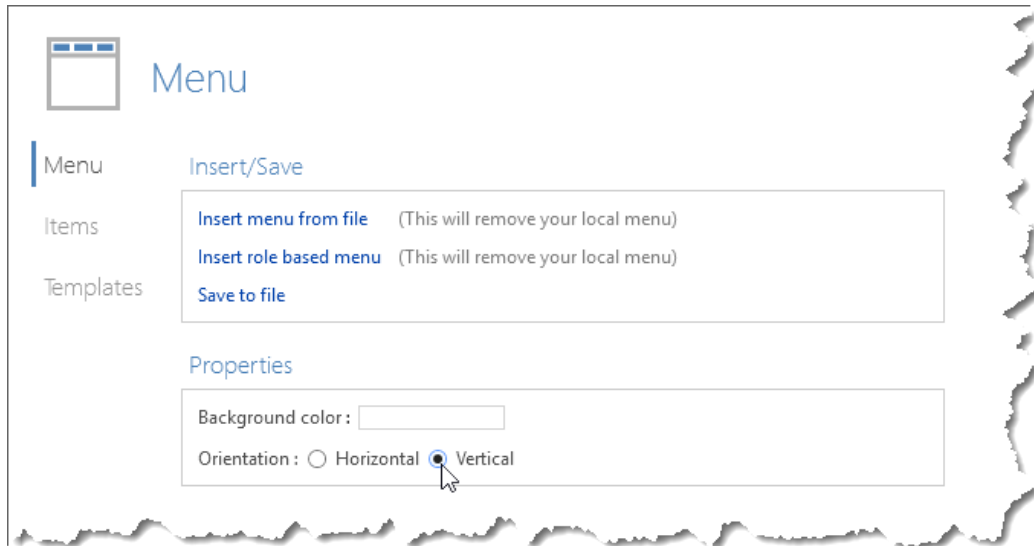 Menu
Menu
Items
Templates
Insert/Save
Insert menu from file (This will remove your local menu)
Insert role based menu (This will remove your local menu)
Save to file
Properties
Background color :
Orientation : Horizontal Vertical